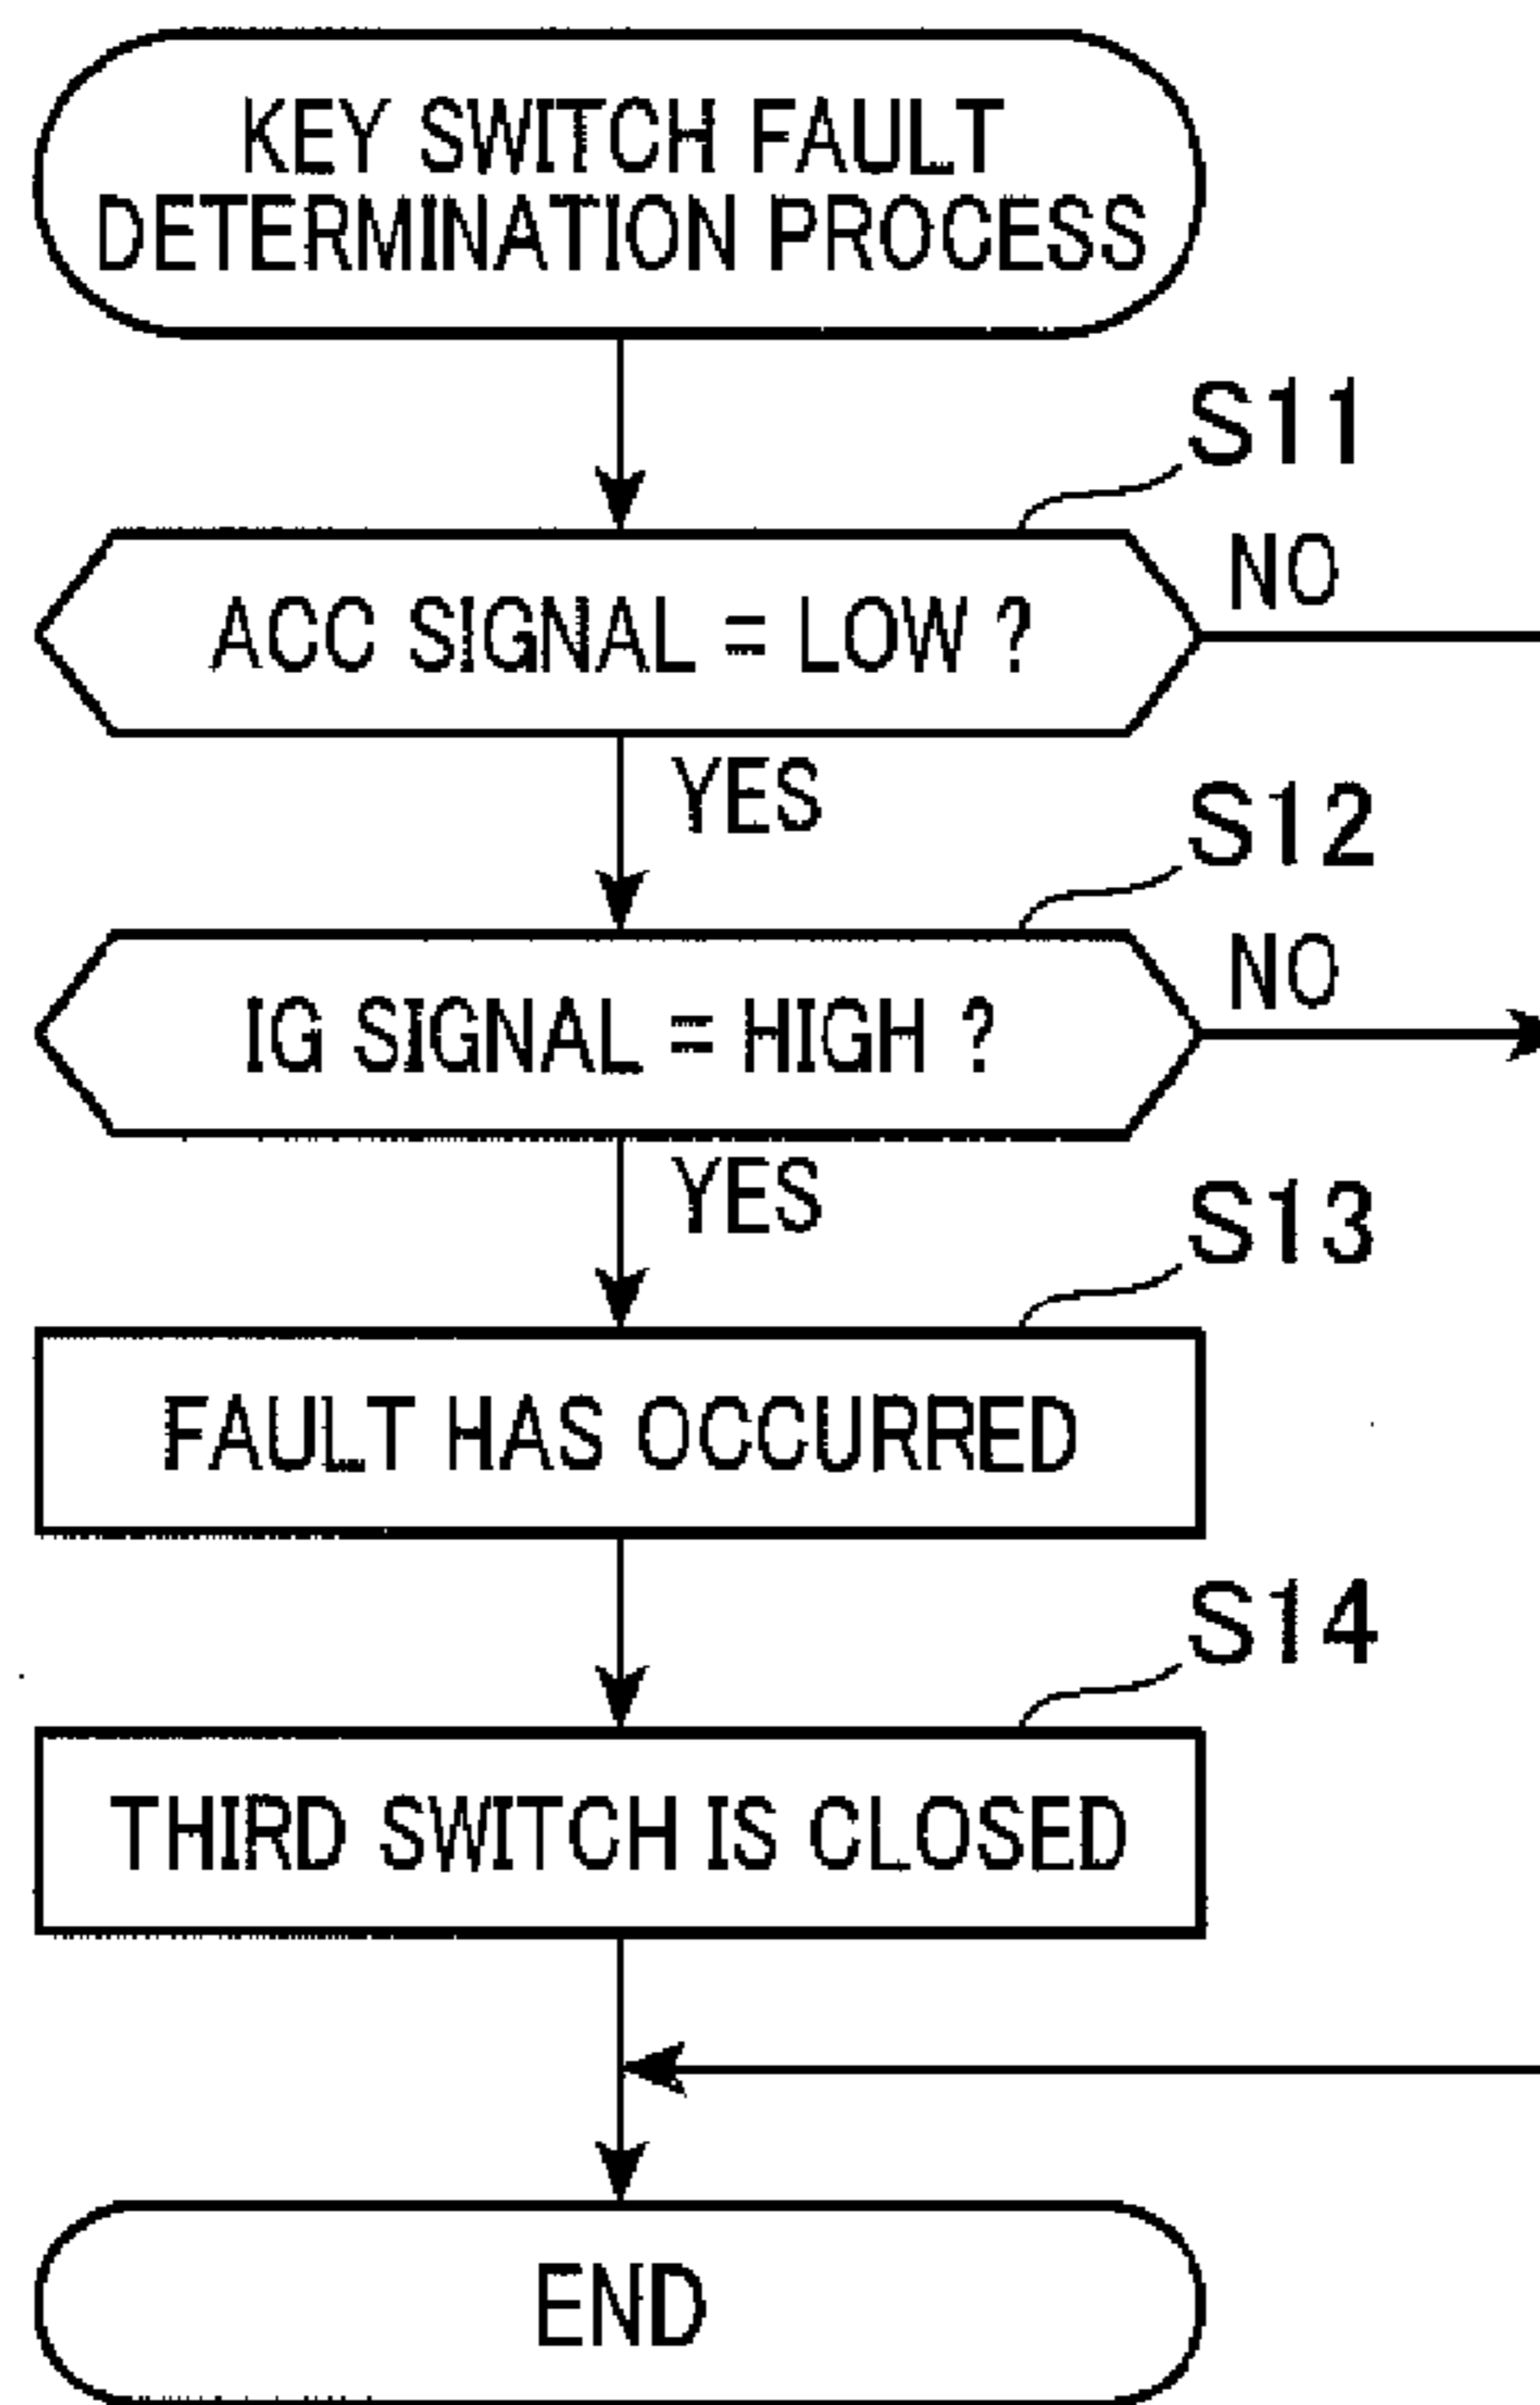 KEY SWITCH FAULT
DETERMINATION PROCESS
S11
ACC SIGNAL = LOW ?
NO
YES
S12
IG SIGNAL = HIGH ?
NO
YES
S13
FAULT HAS OCCURRED
S14
THIRD SWITCH IS CLOSED
END